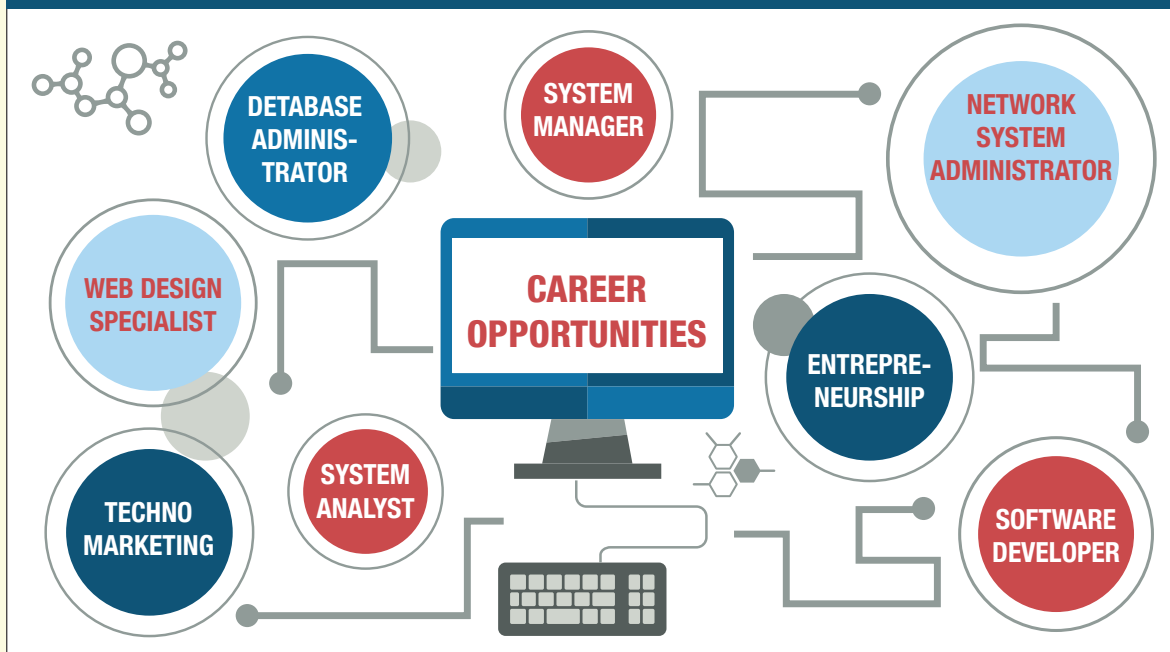 DETABASE
ADMINIS-
TRATOR
SYSTEM
MANAGER
NETWORK
SYSTEM
ADMINISTRATOR
WEB DESIGN
SPECIALIST
CAREER
OPPORTUNITIES
ENTREPRE-
NEURSHIP
TECHNO
MARKETING
SYSTEM
ANALYST
SOFTWARE
DEVELOPER